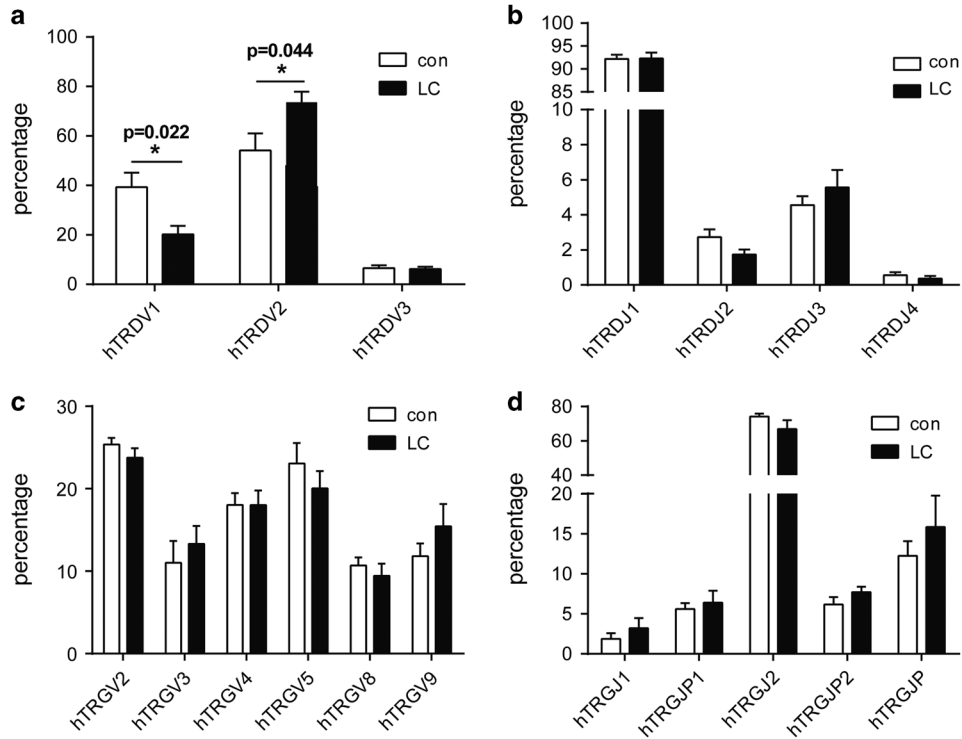 a
percentage
100
80
60
40
20
0
p=0.022
*
p=0.044
*
con
LC
hTRDV1
hTRDV2
hTRDV3
b
percentage
100
95
90
85
10
8
6
4
2
0
con
LC
hTRDJ1
hTRDJ2
hTRDJ3
hTRDJ4
c
percentage
30
20
10
0
con
LC
hTRGV2
hTRGV3
hTRGV4
hTRGV5
hTRGV8
hTRGV9
d
percentage
80
60
40
20
15
10
5
0
con
LC
hTRGJ1
hTRGJP1
hTRGJ2
hTRGJP2
hTRGJP